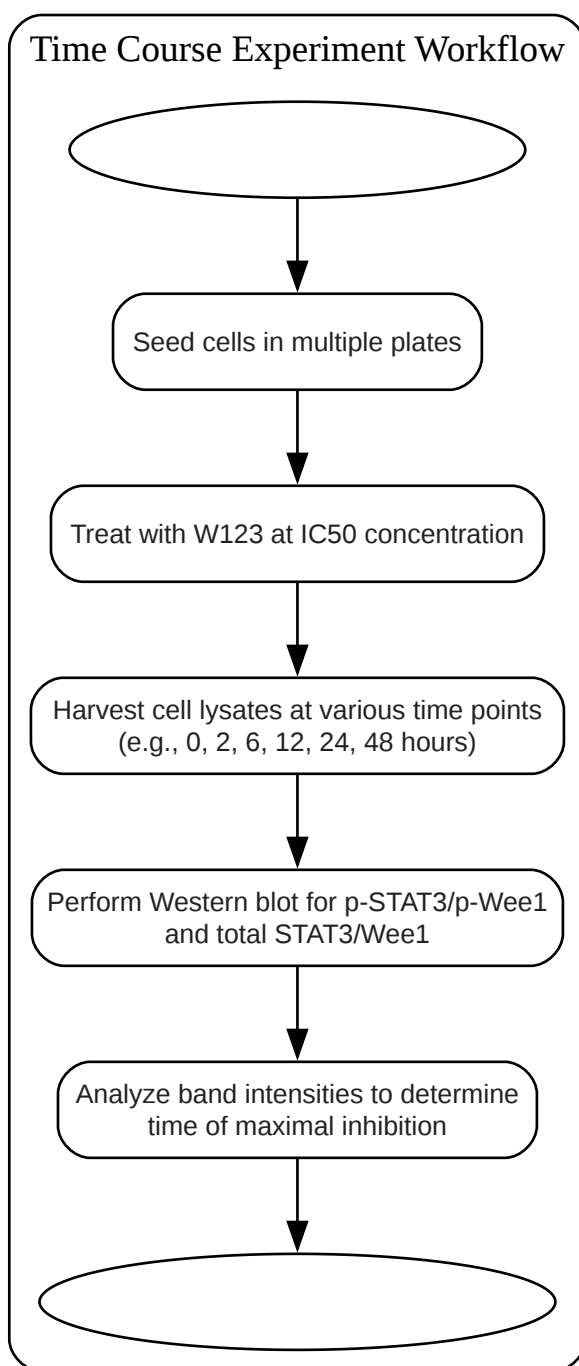 Time Course Experiment Workflow
Seed cells in multiple plates
Treat with W123 at IC50 concentration
Harvest cell lysates at various time points
(e.g., 0, 2, 6, 12, 24, 48 hours)
Perform Western blot for p-STAT3/p-Wee1
and total STAT3/Wee1
Analyze band intensities to determine
time of maximal inhibition